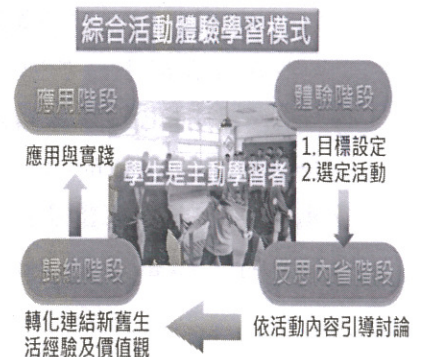 綜合活動體驗學習模式
應用階段
應用與實踐
體驗階段
1.目標設定
2.選定活動
學生是主動學習者
歸納階段
轉化連結新舊生
活經驗及價值觀
反思內省階段
依活動內容引導討論